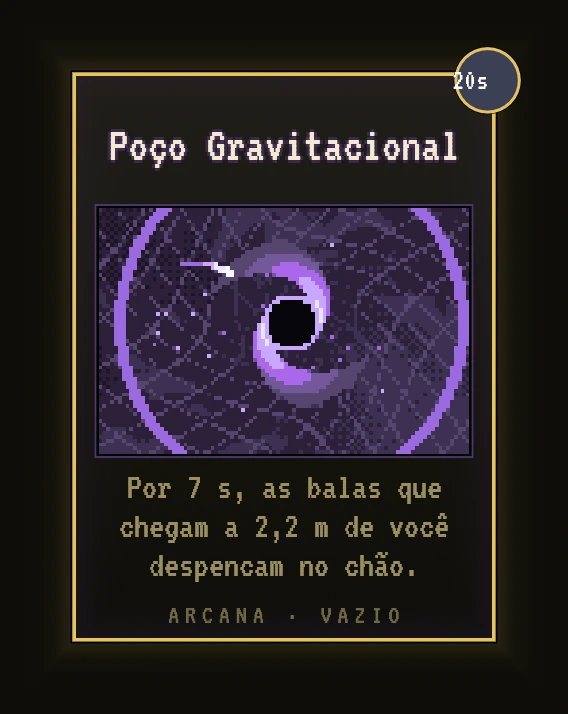 20s
Poço Gravitacional
Por 7 s, as balas que
chegam a 2,2 m de você
despencam no chão.
ARCANA · VAZIO